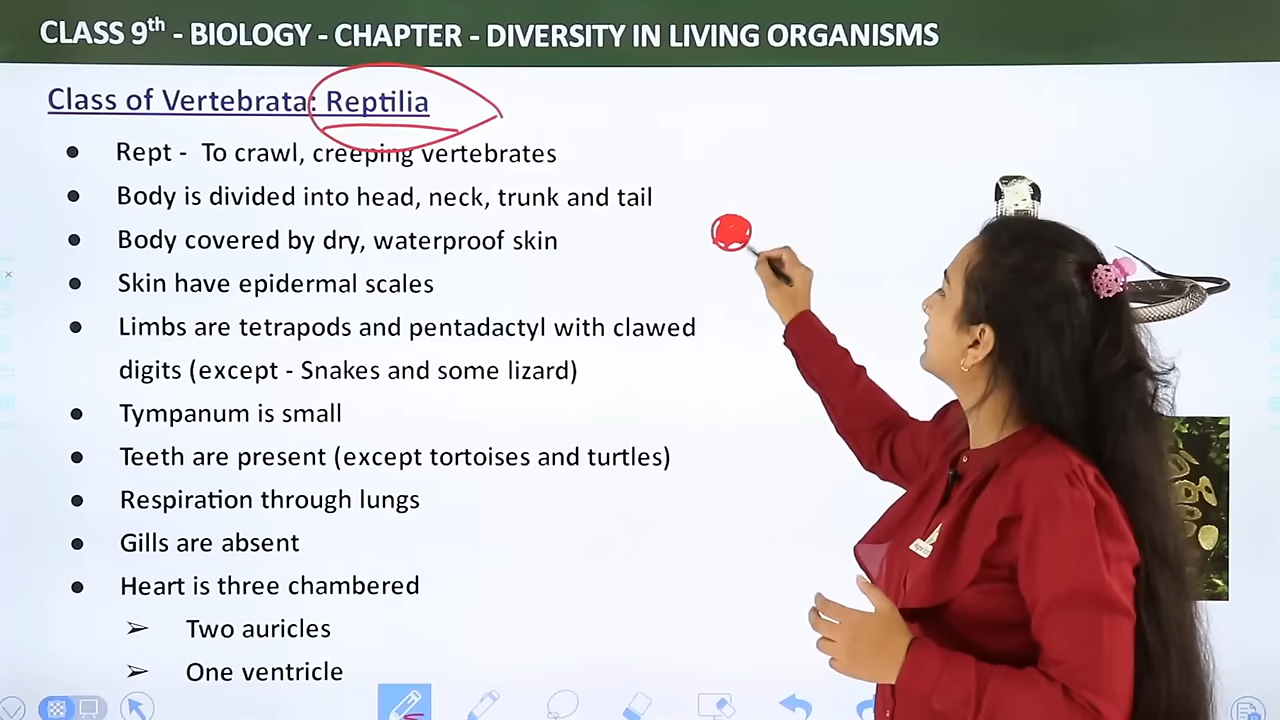 CLASS 9th - BIOLOGY - CHAPTER - DIVERSITY IN LIVING ORGANISMS
Class of Vertebrata: Reptilia
● Rept - To crawl, creeping vertebrates
● Body is divided into head, neck, trunk and tail
● Body covered by dry, waterproof skin
● Skin have epidermal scales
● Limbs are tetrapods and pentadactyl with clawed
digits (except - Snakes and some lizard)
● Tympanum is small
● Teeth are present (except tortoises and turtles)
● Respiration through lungs
● Gills are absent
● Heart is three chambered
➢ Two auricles
➢ One ventricle